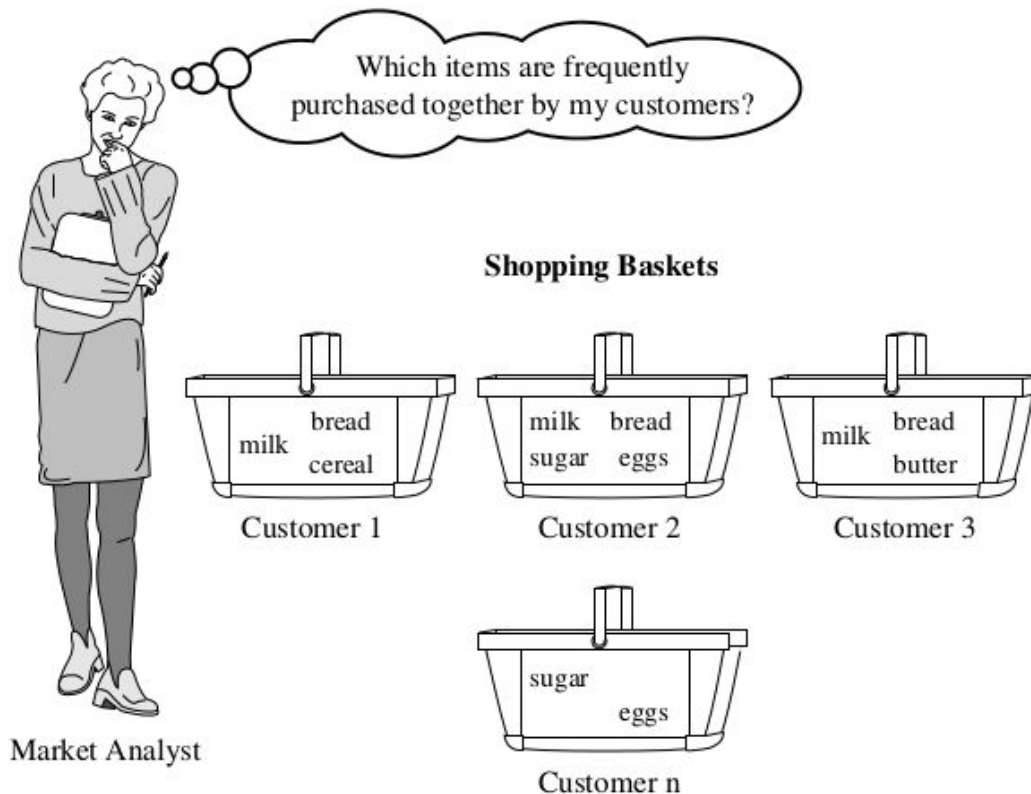 Which items are frequently
purchased together by my customers?
Shopping Baskets
milk
bread
cereal
Customer 1
milk bread
sugar eggs
Customer 2
milk
bread
butter
Customer 3
sugar
eggs
Customer n
Market Analyst